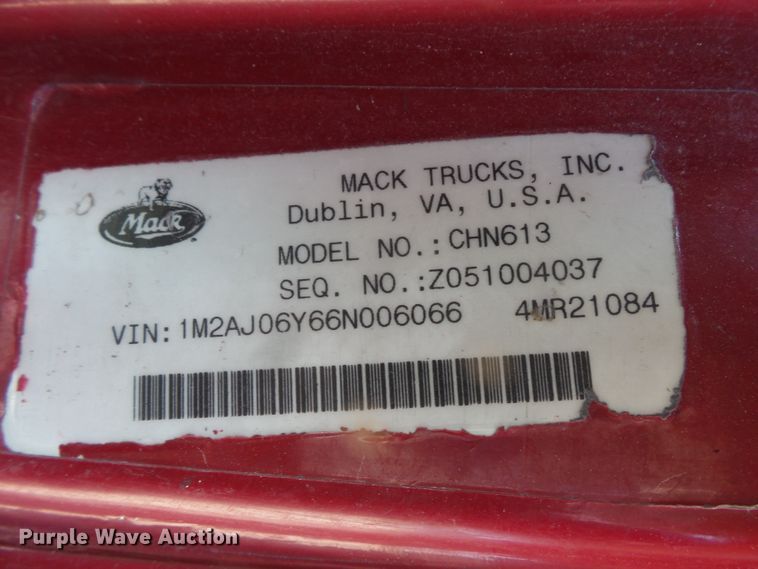 Mack
MACK TRUCKS, INC.
Dublin, VA, U.S.A.
MODEL NO.: CHN613
SEQ. NO.:Z051004037
VIN:1M2AJ06Y66N006066 4MR21084
Purple Wave Auction